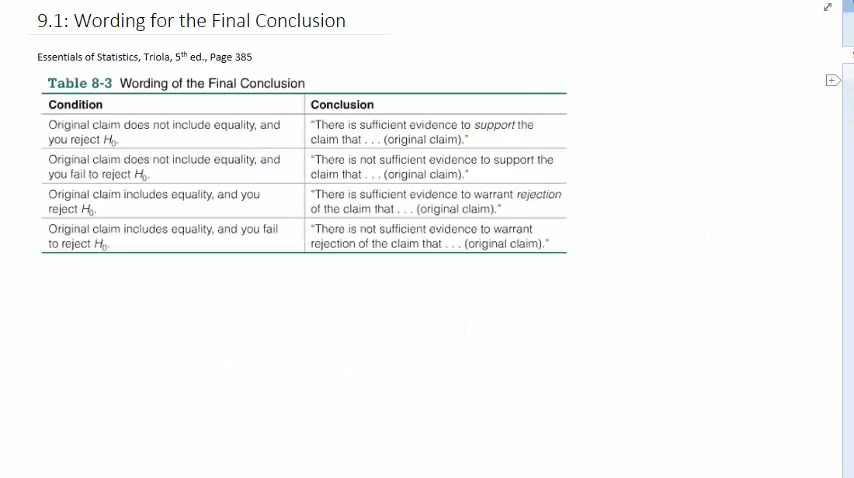 9.1: Wording for the Final Conclusion
Essentials of Statistics, Triola, 5th ed., Page 385
Table 8-3 Wording of the Final Conclusion
Condition Conclusion
Original claim does not include equality, and "There is sufficient evidence to support the
you reject H0. claim that . . . (original claim)."
Original claim does not include equality, and "There is not sufficient evidence to support the
you fail to reject H0. claim that . . . (original claim)."
Original claim includes equality, and you "There is sufficient evidence to warrant rejection
reject H0. of the claim that . . . (original claim)."
Original claim includes equality, and you fail "There is not sufficient evidence to warrant
to reject H0. rejection of the claim that . . . (original claim)."